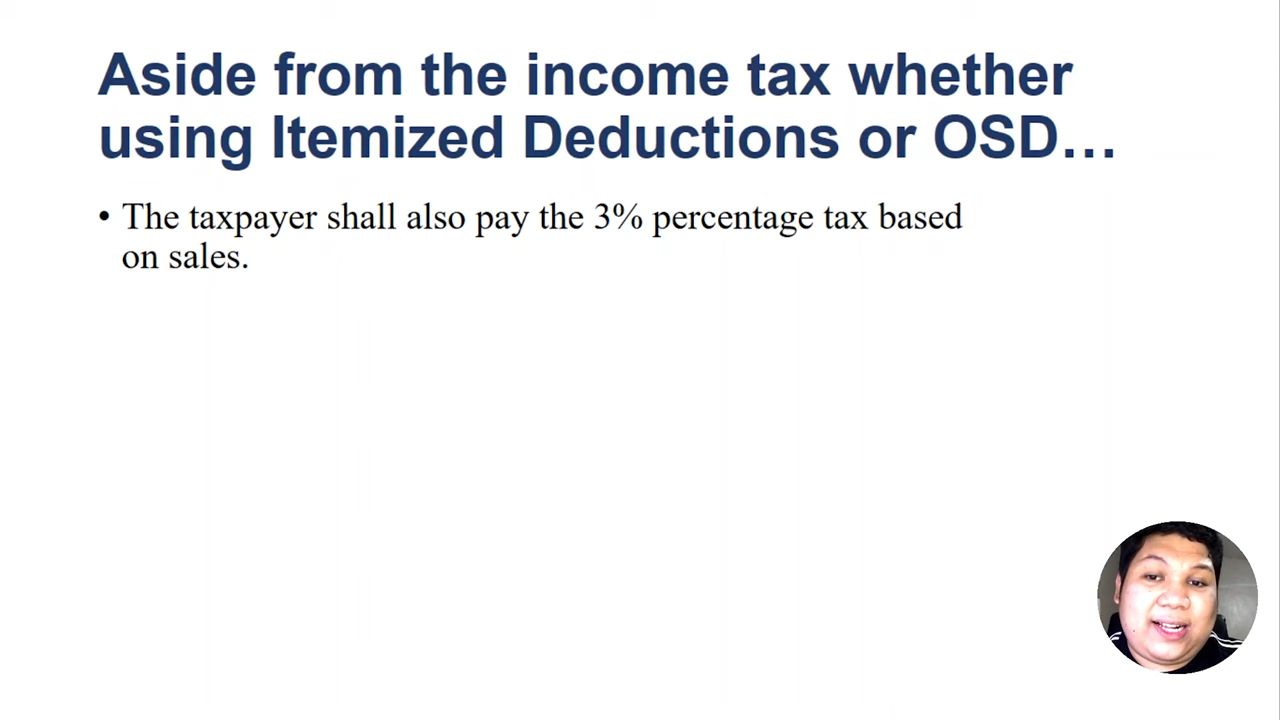 Aside from the income tax whether
using Itemized Deductions or OSD…
• The taxpayer shall also pay the 3% percentage tax based
on sales.